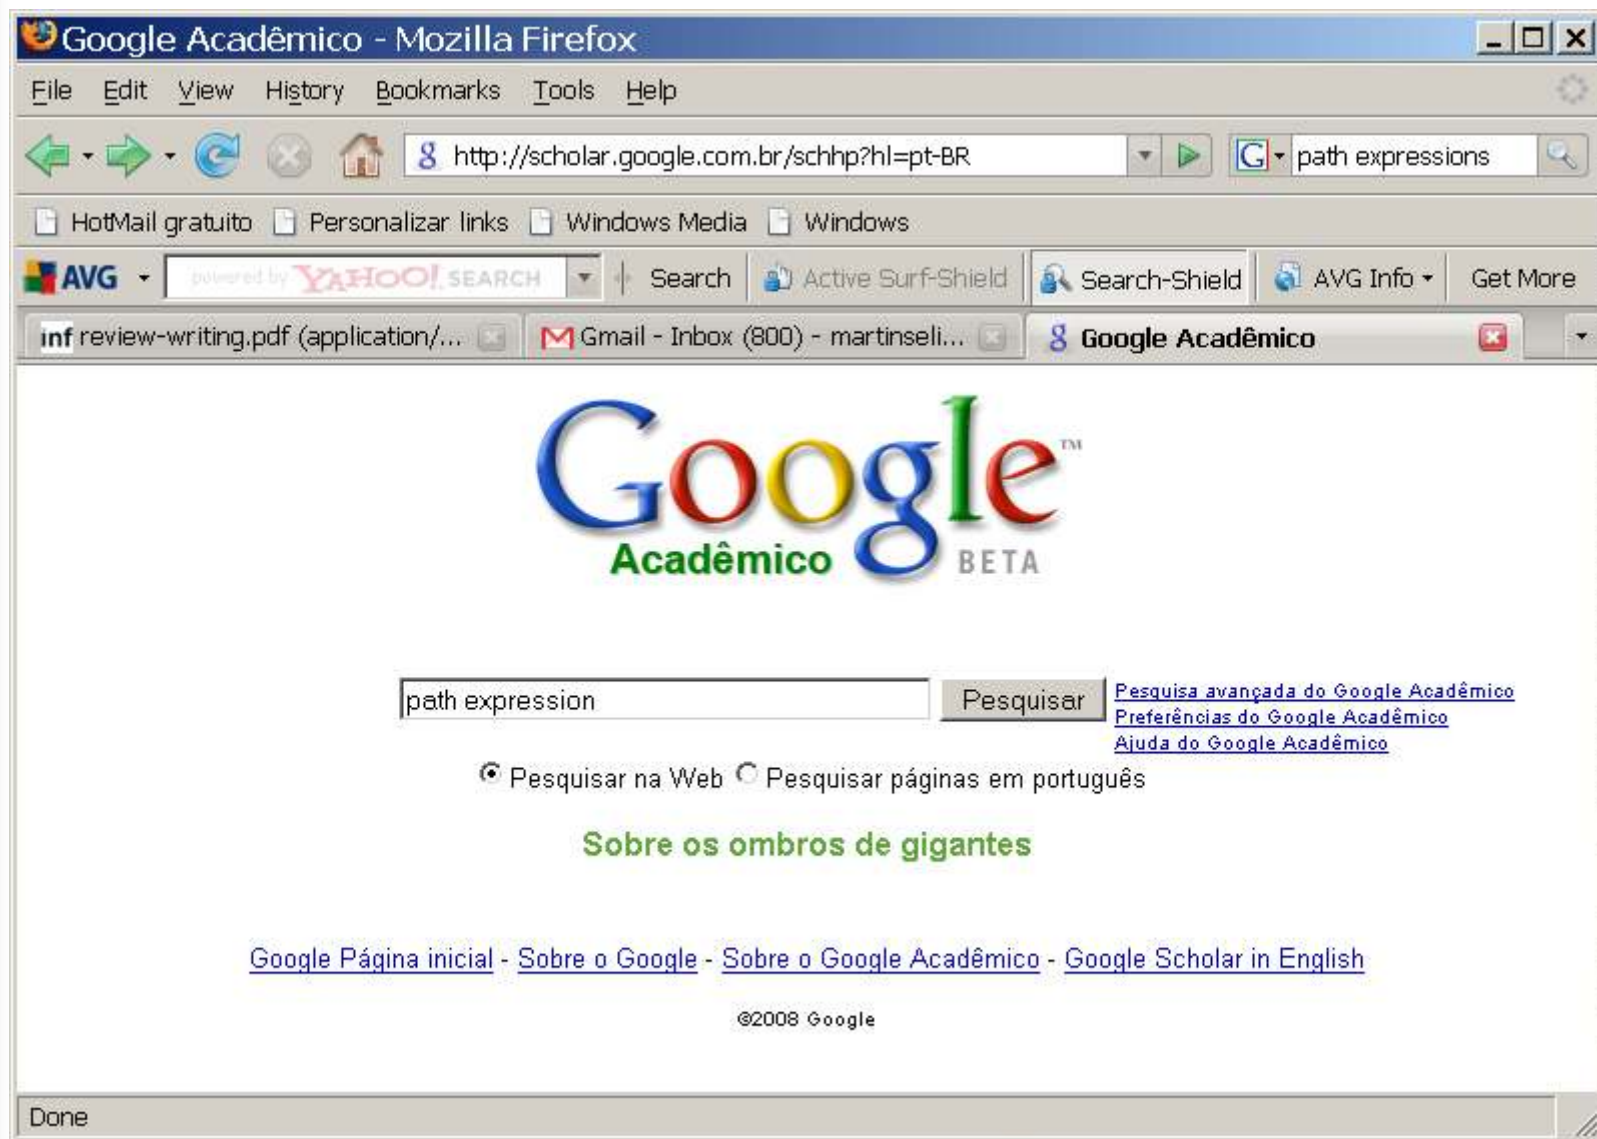 Google Acadêmico - Mozilla Firefox
File Edit View History Bookmarks Tools Help
http://scholar.google.com.br/schhp?hl=pt-BR G path expressions
HotMail gratuito Personalizar links Windows Media Windows
AVG powered by YAHOO! SEARCH Search Active Surf-Shield Search-Shield AVG Info Get More
inf review-writing.pdf (application/... Gmail - Inbox (800) - martinseli... Google Acadêmico
Google™
Acadêmico BETA
path expression Pesquisar Pesquisa avançada do Google Acadêmico
Preferências do Google Acadêmico
Ajuda do Google Acadêmico
Pesquisar na Web Pesquisar páginas em português
Sobre os ombros de gigantes
Google Página inicial - Sobre o Google - Sobre o Google Acadêmico - Google Scholar in English
©2008 Google
Done